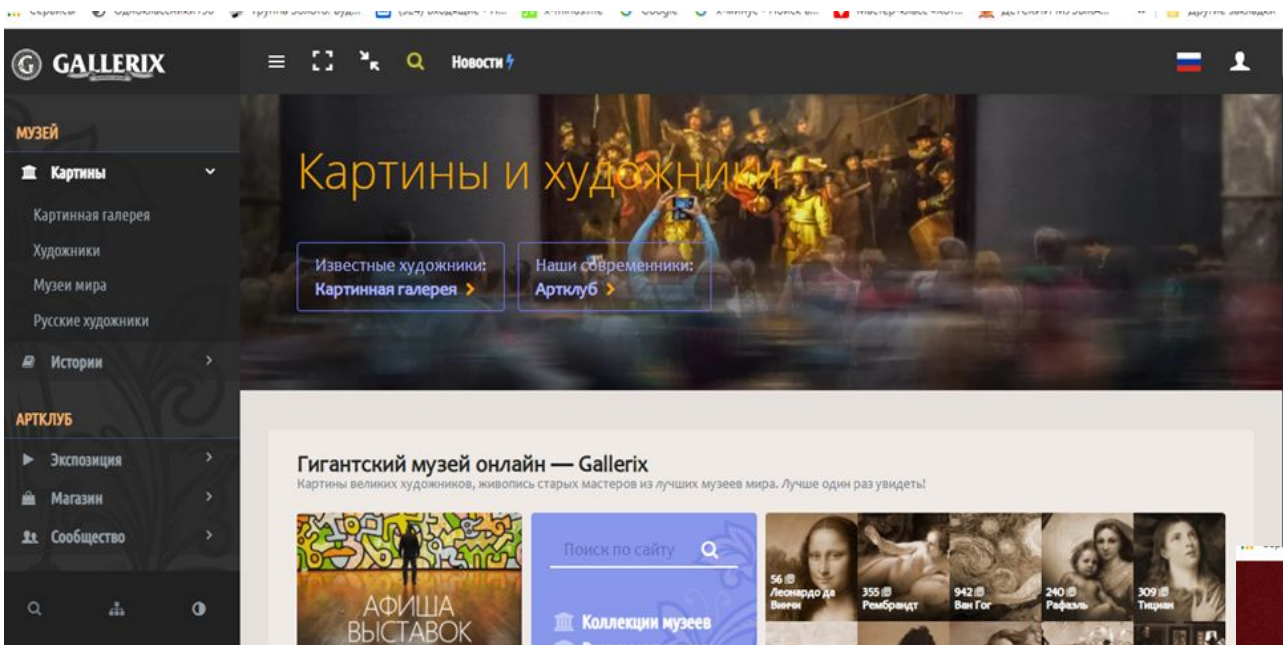 GALLERIX
Новости
МУЗЕЙ
Картины
Картинная галерея
Художники
Музеи мира
Русские художники
Истории
АРТКЛУБ
Экспозиция
Магазин
Сообщество
Картины и художники
Известные художники:
Картинная галерея >
Наши современники:
Артклуб >
Гигантский музей онлайн — Gallerix
Картины великих художников, живопись старых мастеров из лучших музеев мира. Лучше один раз увидеть!
АФИША
ВЫСТАВОК
Поиск по сайту
Коллекции музеев
56
Леонардо да
Винчи
355
Рембрандт
942
Ван Гог
240
Рафаэль
309
Тициан